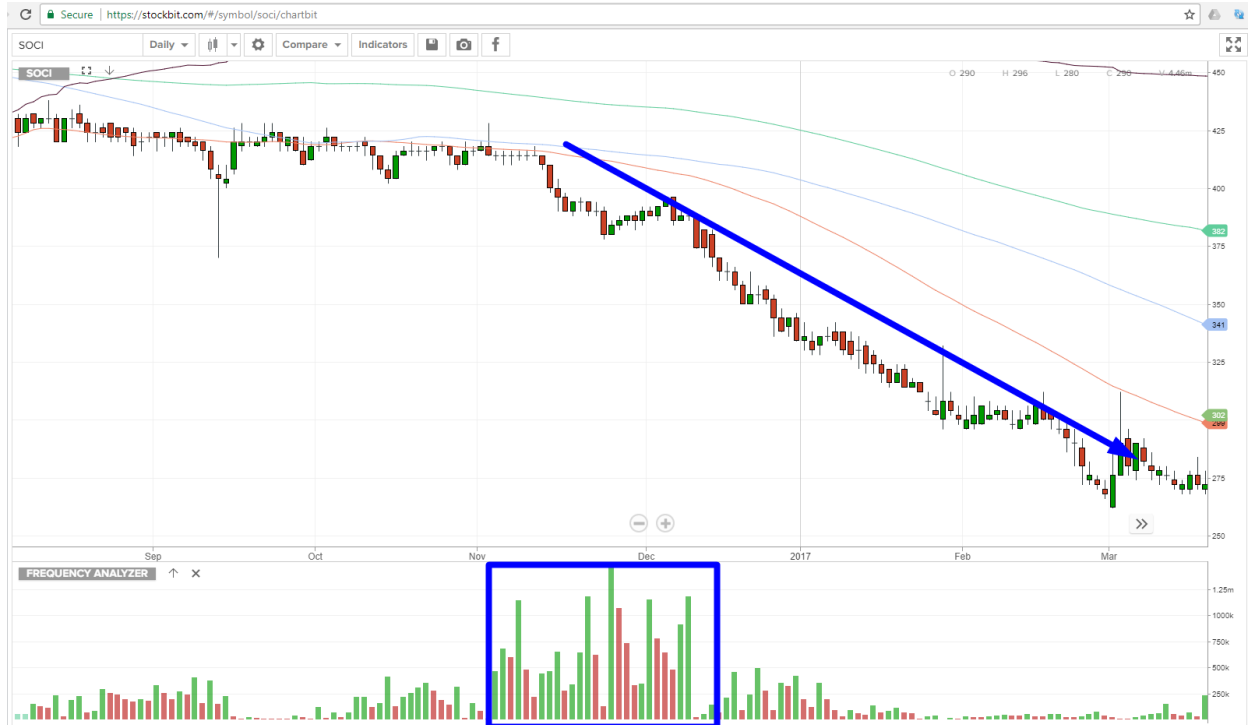 Secure | https://stockbit.com/#/symbol/soci/chartbit
SOCI Daily Compare Indicators f
SOCI O 290 H 296 L 280 C 290 V 4.46m
450
425
400
382
375
350
341
325
302
299
275
250
Sep Oct Nov Dec 2017 Feb Mar
FREQUENCY ANALYZER
1.25m
1000k
750k
500k
250k